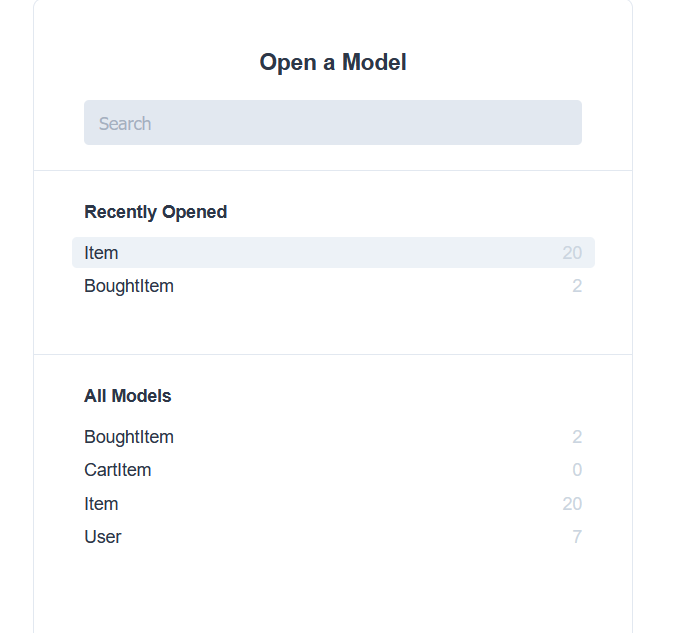 Open a Model
Search
Recently Opened
Item 20
BoughtItem 2
All Models
BoughtItem 2
CartItem 0
Item 20
User 7